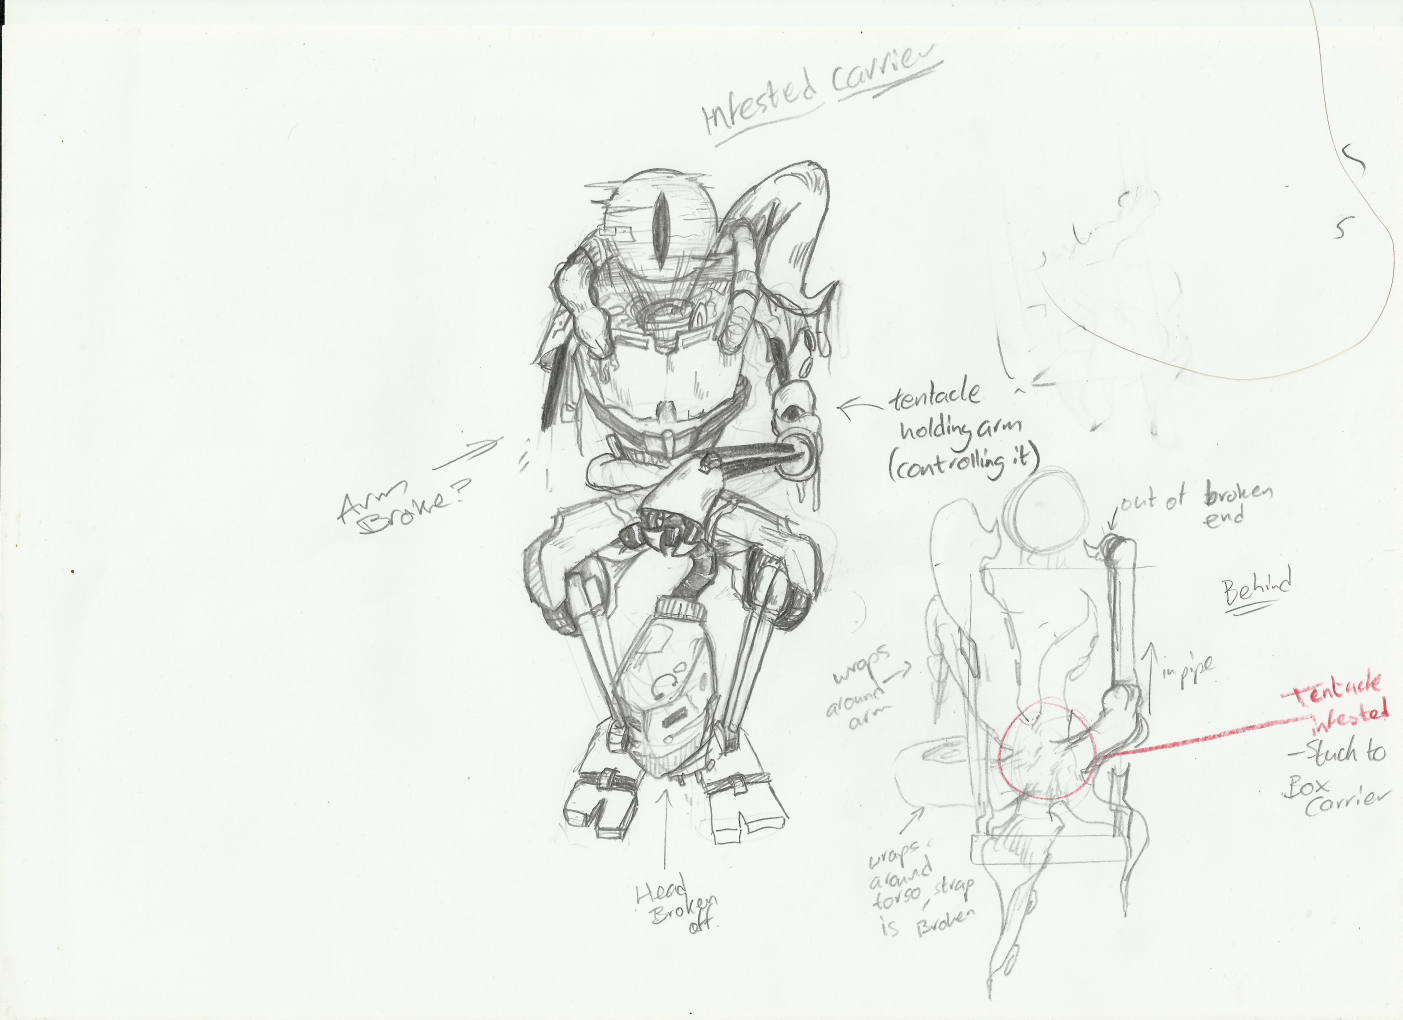 Infested Carrier
tentacle
holding arm
(controlling it)
Arm
Broke?
out of broken
end
Behind
in pipe
wraps
around
arm
Tentacle
infested
- Stuck to
Box
Carrier
wraps
around
torso, strap
is Broken
Head
Broken
off.